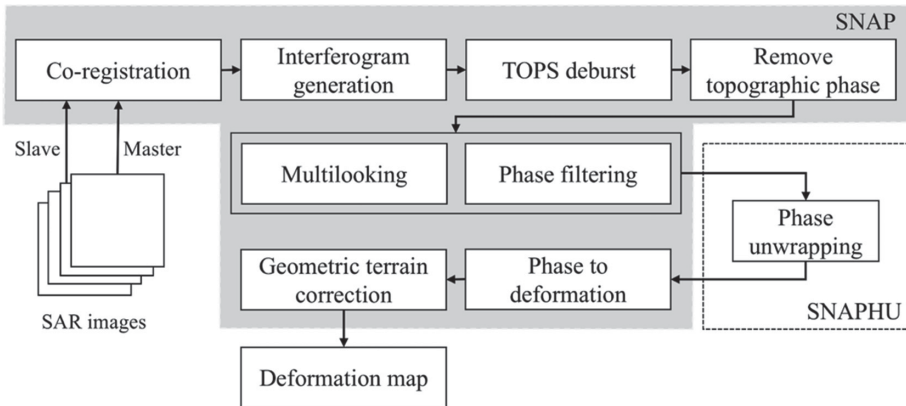 SNAP
Co-registration
Interferogram
generation
TOPS deburst
Remove
topographic phase
Slave
Master
Multilooking
Phase filtering
Phase
unwrapping
Geometric terrain
correction
Phase to
deformation
SNAPHU
SAR images
Deformation map